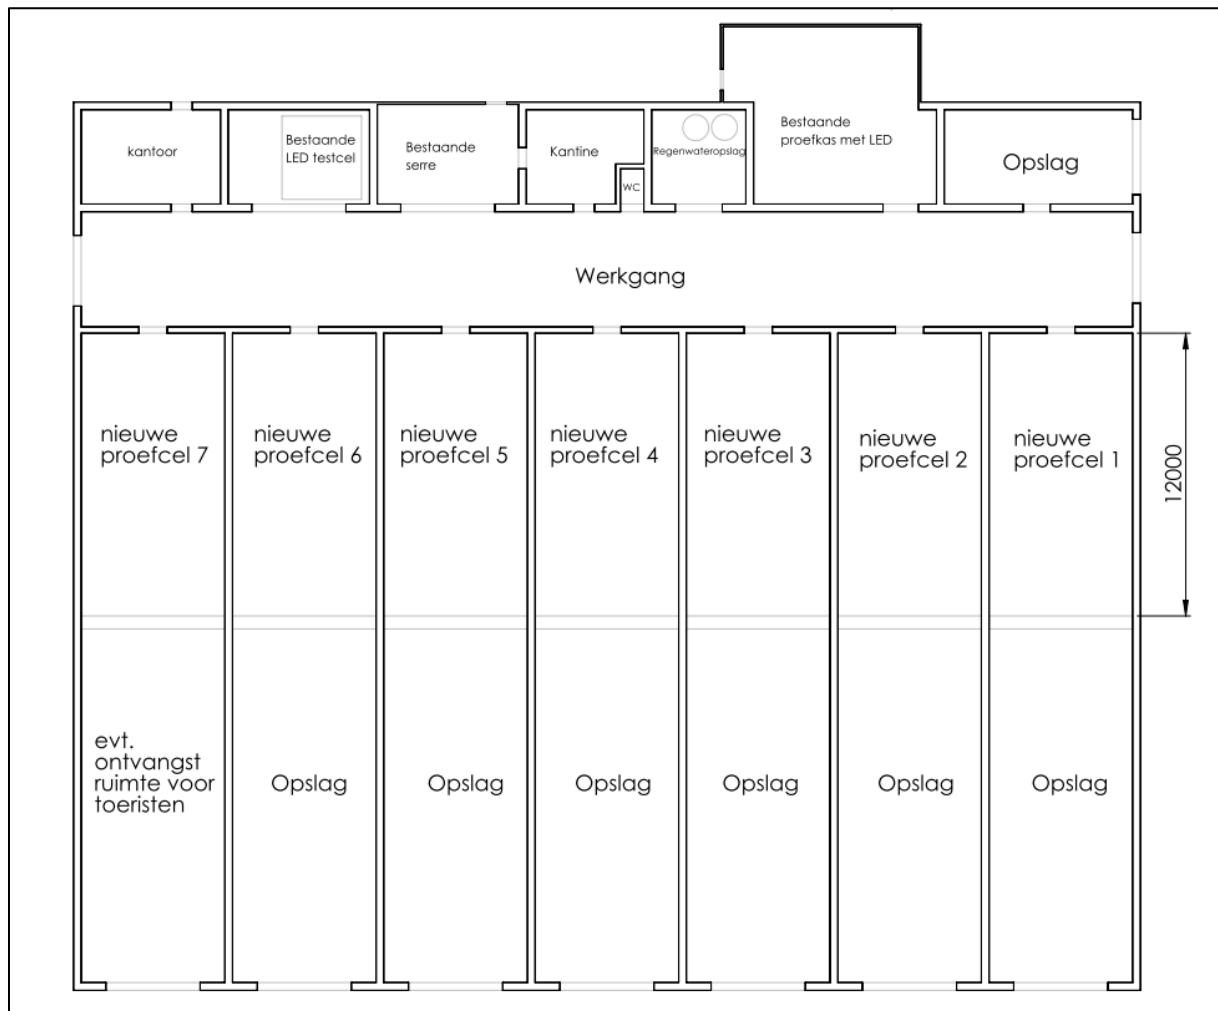 Bestaande
proefkas met LED
kantoor
Bestaande
LED testcel
Bestaande
serre
Kantine
WC
Regenwateropslag
Opslag
Werkgang
nieuwe
proefcel 7
nieuwe
proefcel 6
nieuwe
proefcel 5
nieuwe
proefcel 4
nieuwe
proefcel 3
nieuwe
proefcel 2
nieuwe
proefcel 1
12000
evt.
ontvangst
ruimte voor
toeristen
Opslag
Opslag
Opslag
Opslag
Opslag
Opslag